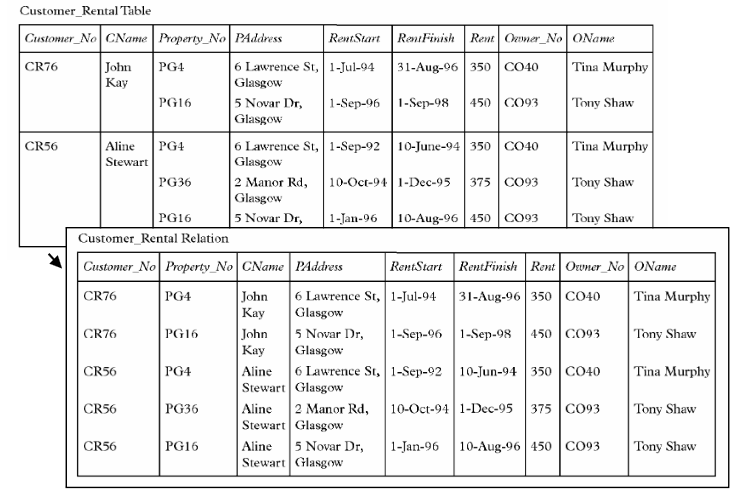 Customer_Rental Table
Customer_No CName Property_No PAddress RentStart RentFinish Rent Owner_No OName
CR76 John PG4 6 Lawrence St, 1-Jul-94 31-Aug-96 350 CO40 Tina Murphy
Kay Glasgow
PG16 5 Novar Dr, 1-Sep-96 1-Sep-98 450 CO93 Tony Shaw
Glasgow
CR56 Aline PG4 6 Lawrence St, 1-Sep-92 10-June-94 350 CO40 Tina Murphy
Stewart Glasgow
PG36 2 Manor Rd, 10-Oct-94 1-Dec-95 375 CO93 Tony Shaw
Glasgow
PG16 5 Novar Dr, 1-Jan-96 10-Aug-96 450 CO93 Tony Shaw
Customer_Rental Relation
Customer_No Property_No CName PAddress RentStart RentFinish Rent Owner_No OName
CR76 PG4 John 6 Lawrence St, 1-Jul-94 31-Aug-96 350 CO40 Tina Murphy
Kay Glasgow
CR76 PG16 John 5 Novar Dr, 1-Sep-96 1-Sep-98 450 CO93 Tony Shaw
Kay Glasgow
CR56 PG4 Aline 6 Lawrence St, 1-Sep-92 10-Jun-94 350 CO40 Tina Murphy
Stewart Glasgow
CR56 PG36 Aline 2 Manor Rd, 10-Oct-94 1-Dec-95 375 CO93 Tony Shaw
Stewart Glasgow
CR56 PG16 Aline 5 Novar Dr, 1-Jan-96 10-Aug-96 450 CO93 Tony Shaw
Stewart Glasgow